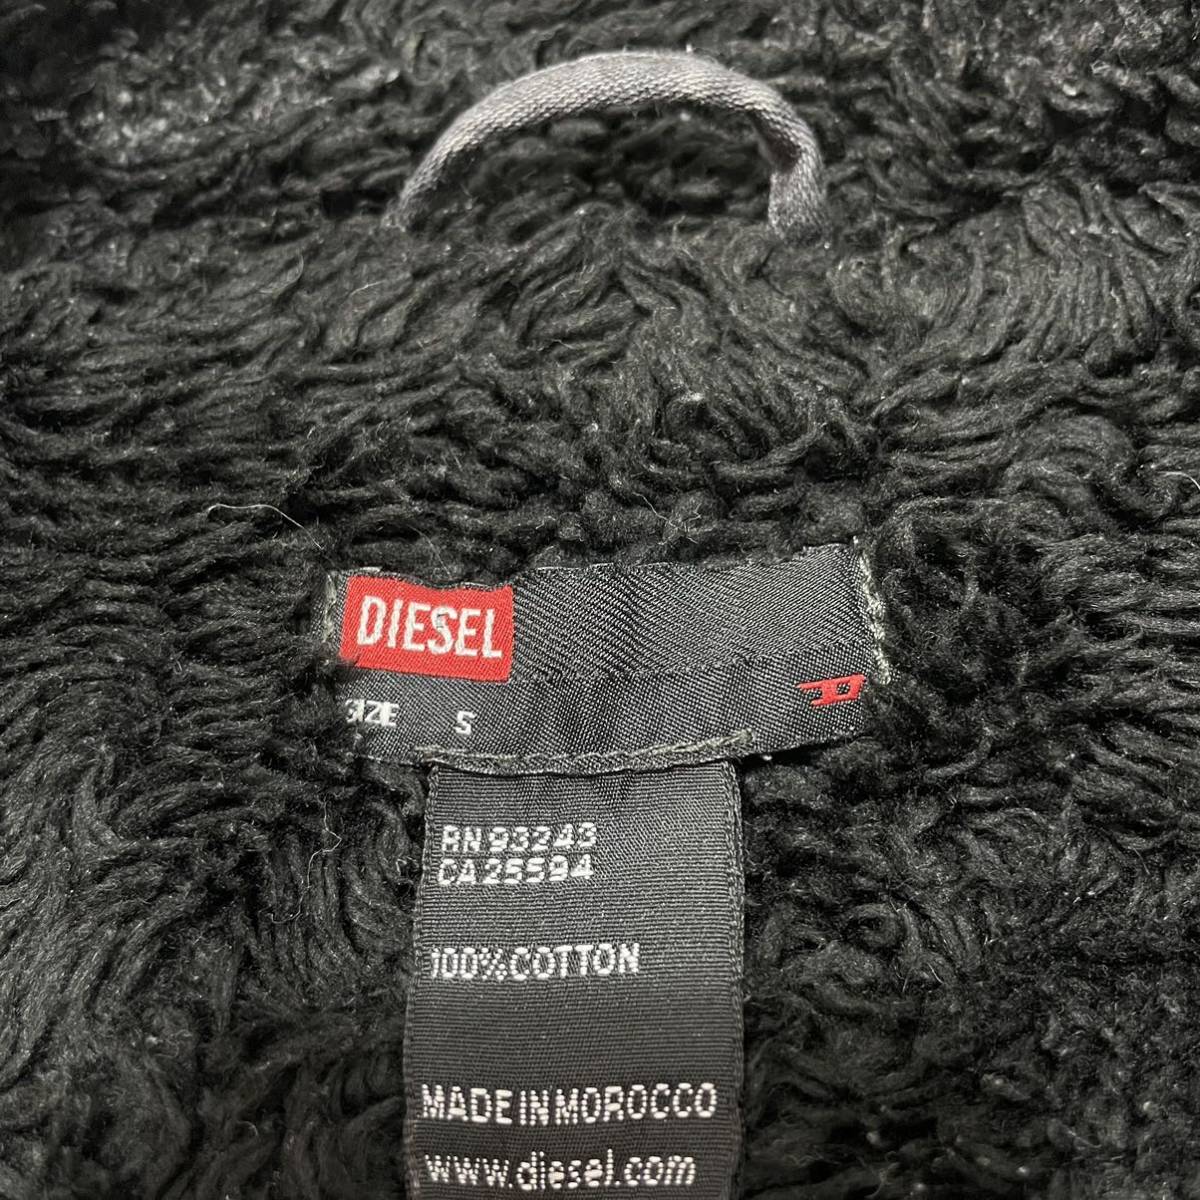 DIESEL
SIZE S
D
RN 93243
CA 25594
100% COTTON
MADE IN MOROCCO
www.diesel.com